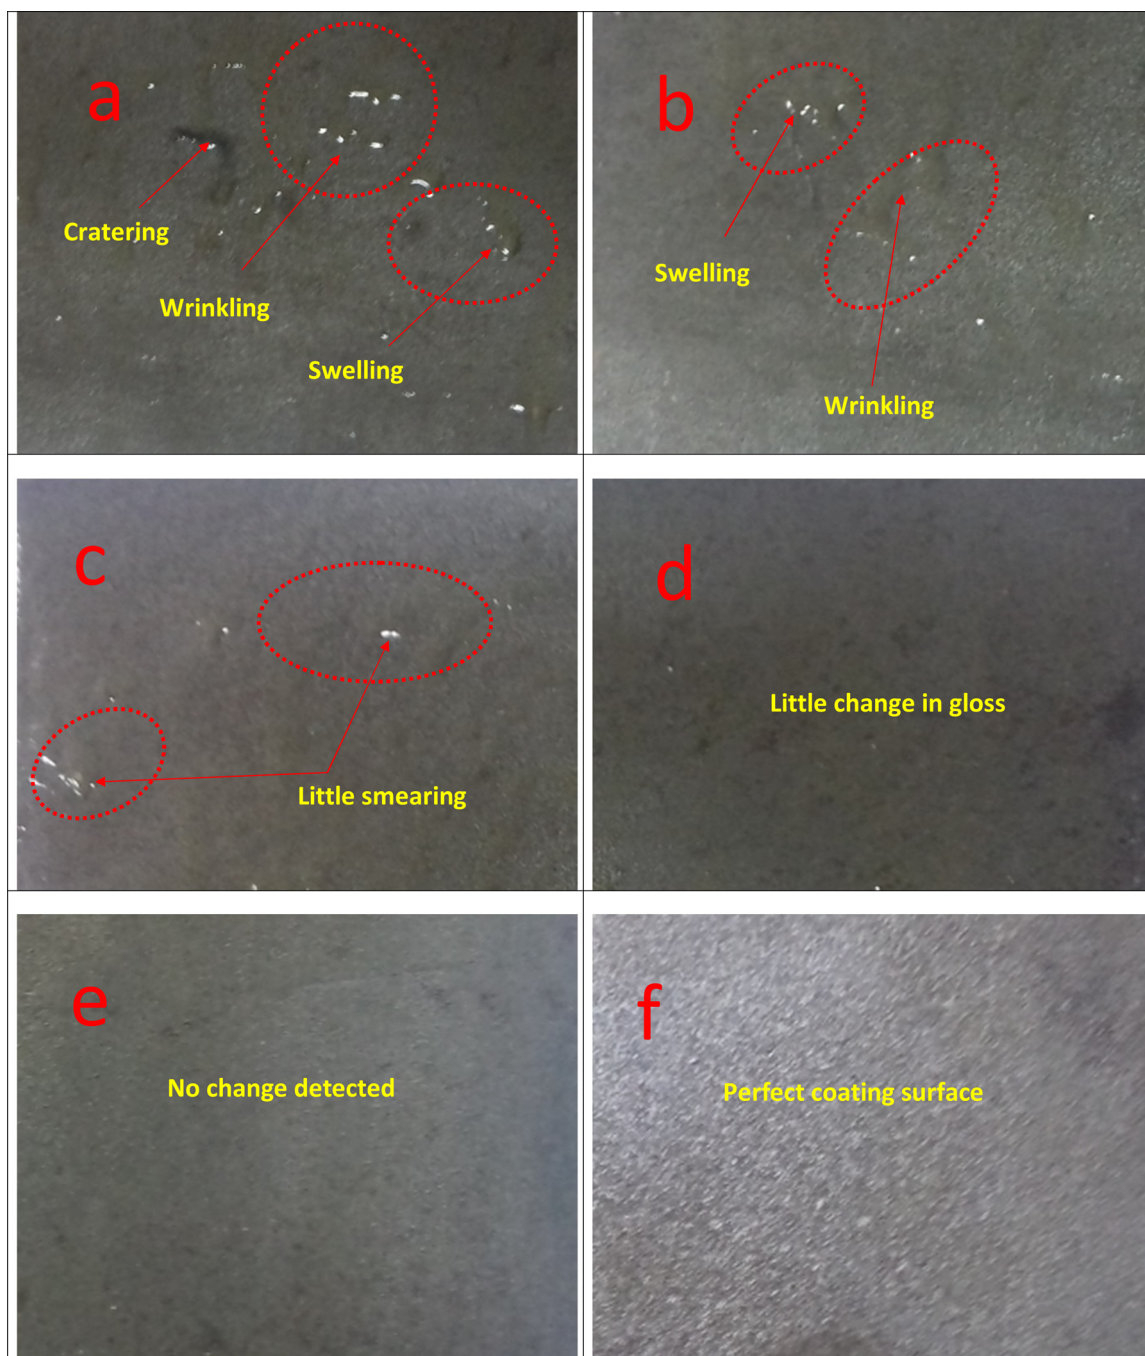 a
Cratering
Wrinkling
Swelling
b
Swelling
Wrinkling
c
Little smearing
d
Little change in gloss
e
No change detected
f
Perfect coating surface